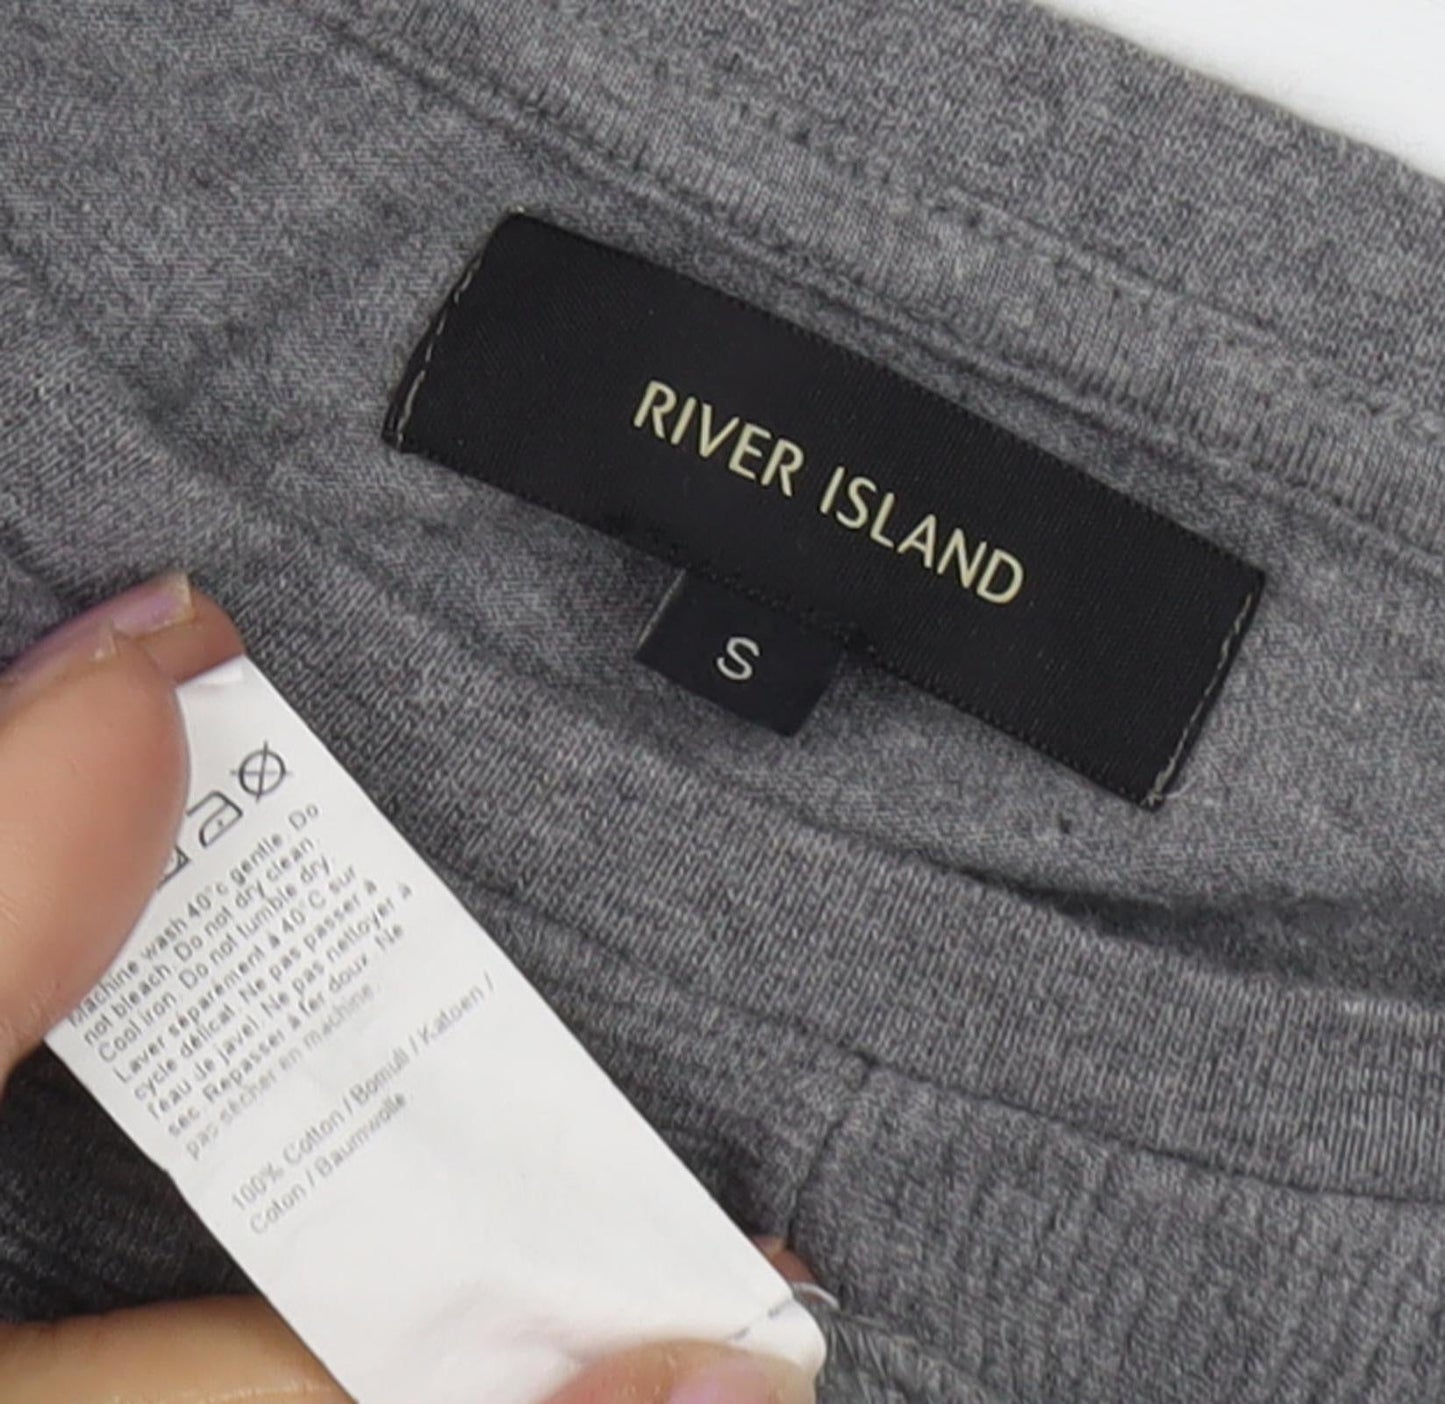 RIVER ISLAND
S
Machine wash 40°c gentle. Do
not bleach. Do not dry clean.
Cool iron. Do not tumble dry.
Laver séparément à 40°C sur
cycle délicat. Ne pas passer à
l'eau de javel. Ne pas nettoyer à
sec. Repasser à fer doux. Ne
pas sécher en machine.
100% Cotton / Bomull / Katoen /
Coton / Baumwolle